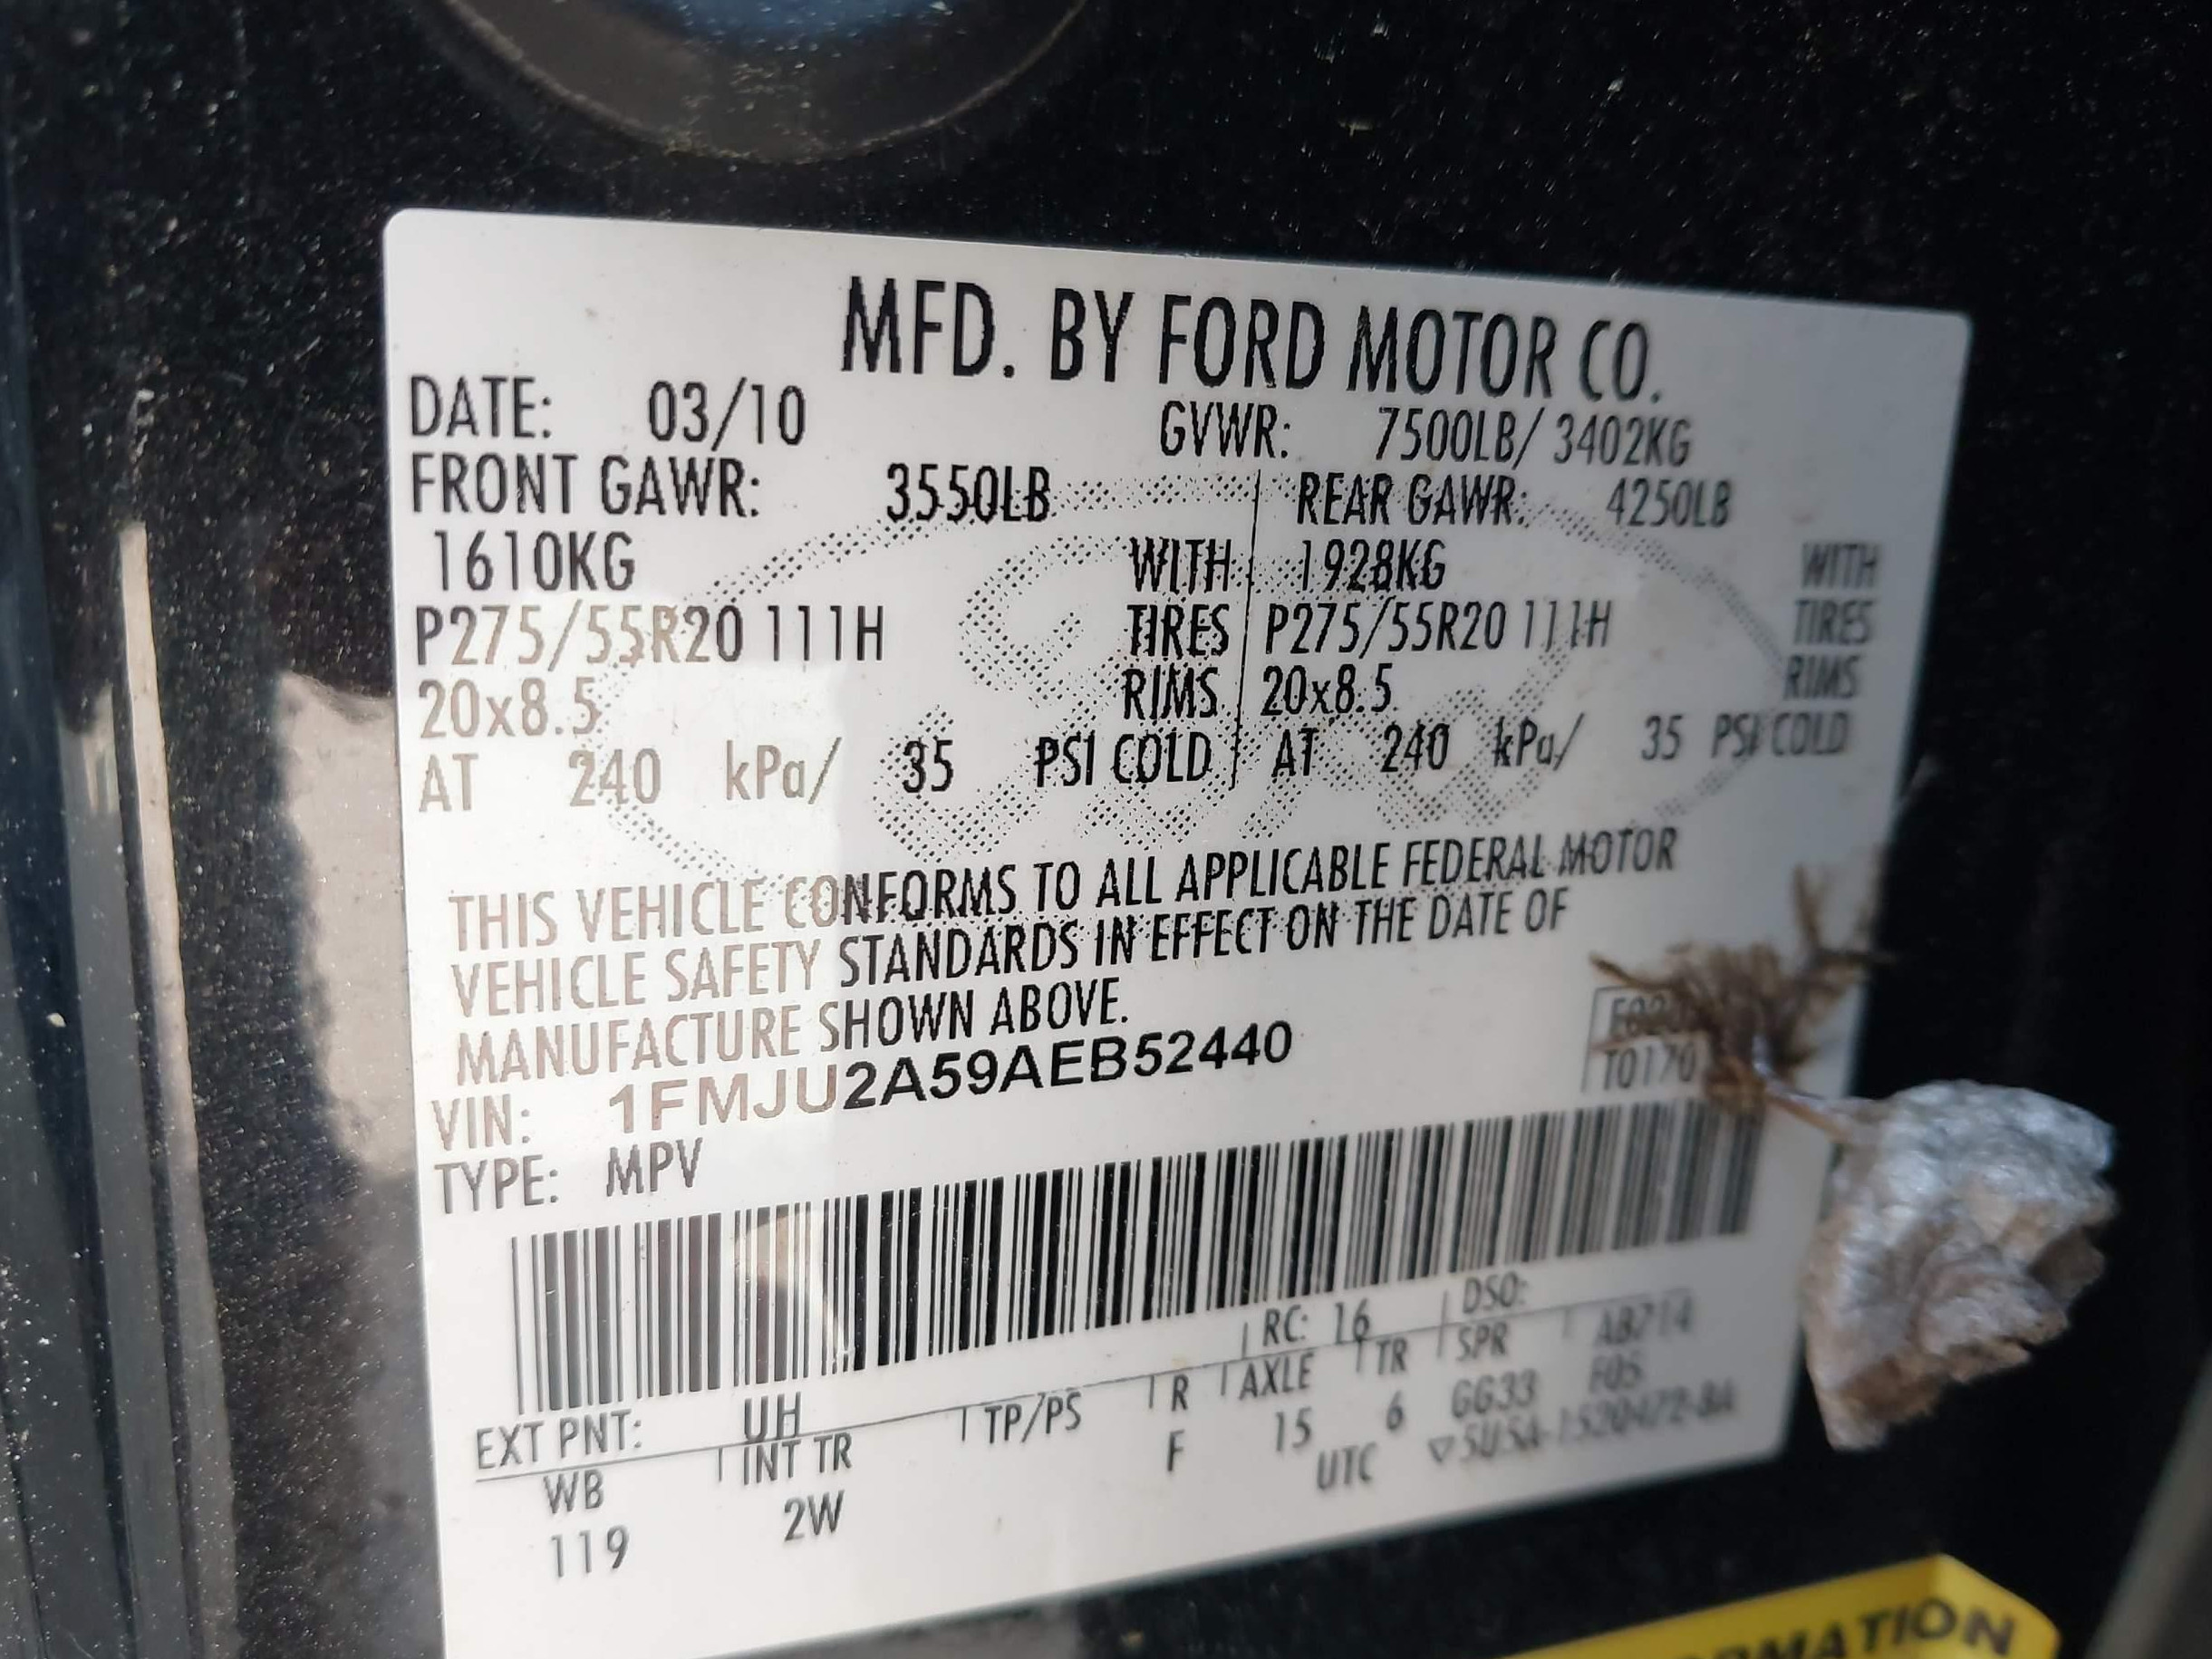 MFD. BY FORD MOTOR CO.
DATE: 03/10 GVWR: 7500LB/ 3402KG
FRONT GAWR: 3550LB REAR GAWR: 4250LB
1610KG WITH 1928KG WITH
P275/55R20 111H TIRES P275/55R20 111H TIRES
20x8.5 RIMS 20x8.5 RIMS
AT 240 kPa/ 35 PSI COLD AT 240 kPa/ 35 PSI COLD
THIS VEHICLE CONFORMS TO ALL APPLICABLE FEDERAL MOTOR
VEHICLE SAFETY STANDARDS IN EFFECT ON THE DATE OF
MANUFACTURE SHOWN ABOVE.
VIN: 1FMJU2A59AEB52440
T0170
TYPE: MPV
EXT PNT: UH RC: 16 DSO:
WB INT TR TP/PS R AXLE TR SPR AB714
119 2W F 15 6 GG33 F05
UTC
RMATION